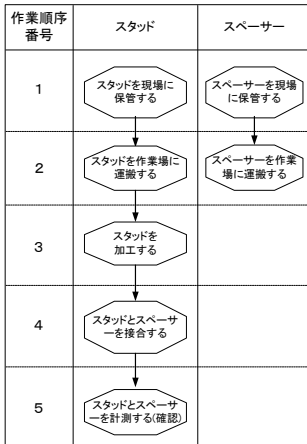 作業順序
番号
スタッド
スペーサー
1
スタッドを現場に
保管する
スペーサーを現場
に保管する
2
スタッドを作業場に
運搬する
スペーサーを作業
場に運搬する
3
スタッドを
加工する
4
スタッドとスペーサ
ーを接合する
5
スタッドとスペーサ
ーを計測する(確認)